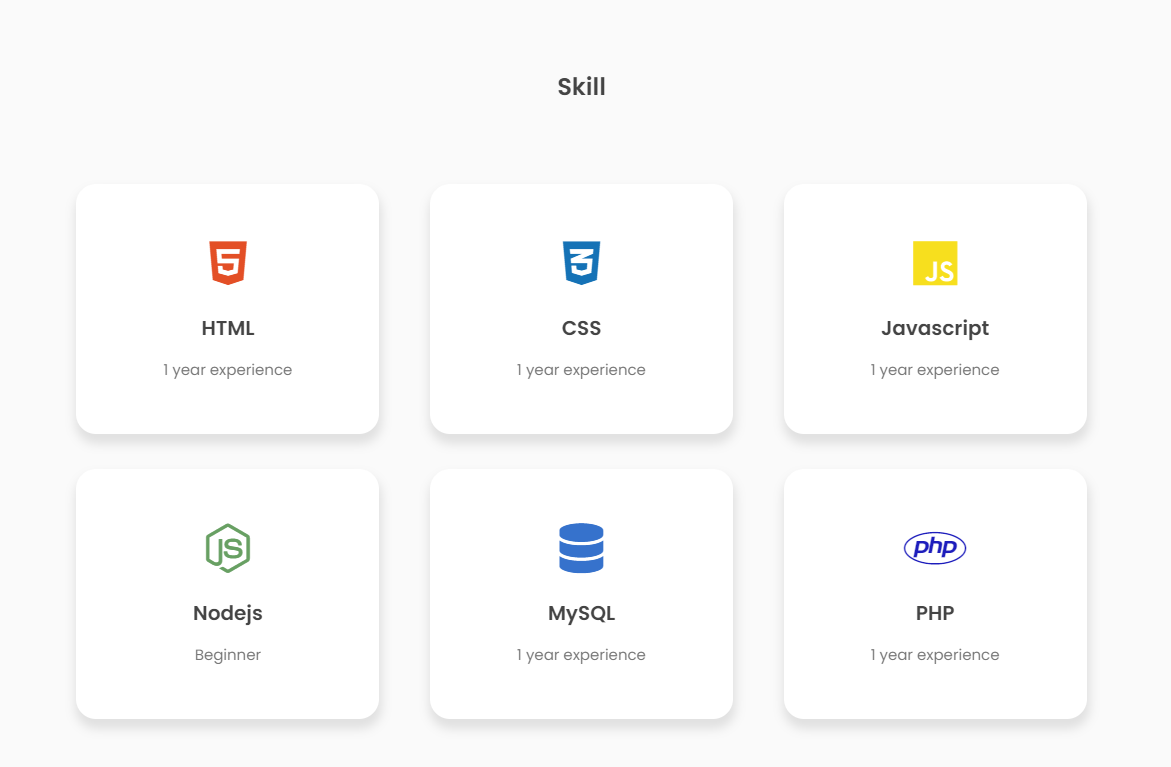 Skill
5
3
JS
HTML
CSS
Javascript
1 year experience
1 year experience
1 year experience
JS
php
Nodejs
MySQL
PHP
Beginner
1 year experience
1 year experience